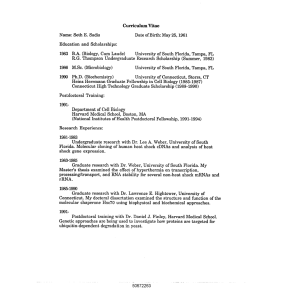 Curriculum Vitae
Name: Seth E. Sadis Date of Birth: May 25, 1961
Education and Scholarships:
1983 B.A. (Biology, Cum Laude) University of South Florida, Tampa, FL
R.G. Thompson Undergraduate Research Scholarship (Summer, 1982)
1986 M.Sc. (Microbiology) University of South Florida, Tampa, FL
1990 Ph.D. (Biochemistry) University of Connecticut, Storrs, CT
Heinz Herrmann Graduate Fellowship in Cell Biology (1985-1987)
Connecticut High Technology Graduate Scholarship (1988-1990)
Postdoctoral Training:
1991-
Department of Cell Biology
Harvard Medical School, Boston, MA
(National Institutes of Health Postdoctoral Fellowship, 1991-1994)
Research Experience:
1981-1983
Undergraduate research with Dr. Lee A. Weber, University of South
Florida. Molecular cloning of human heat shock cDNAs and analysis of heat
shock gene expression.
1983-1985
Graduate research with Dr. Weber, University of South Florida. My
Master's thesis examined the effect of hyperthermia on transcription,
processing/transport, and RNA stability for several non-heat shock mRNAs and
rRNA.
1985-1990
Graduate research with Dr. Lawrence E. Hightower, University of
Connecticut. My doctoral dissertation examined the structure and function of the
molecular chaperone Hsc70 using biophysical and biochemical approaches.
1991-
Postdoctoral training with Dr. Daniel J. Finley, Harvard Medical School.
Genetic approaches are being used to investigate how proteins are targeted for
ubiquitin-dependent degradation in yeast.
50872263